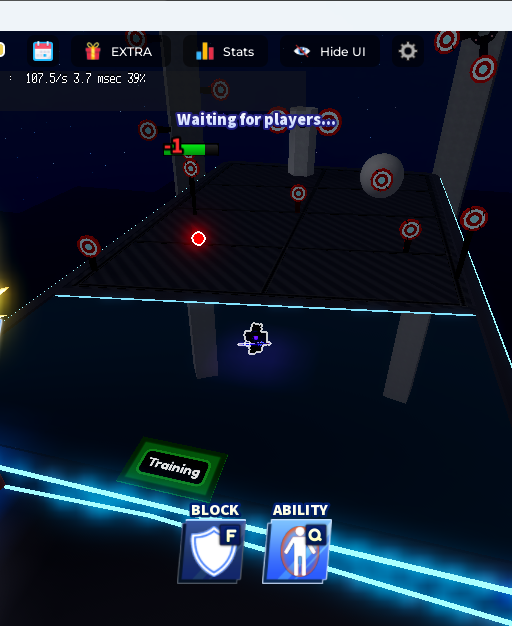 EXTRA
Stats
Hide UI
: 107.5/s 3.7 msec 39%
Waiting for players...
-1
Training
BLOCK
ABILITY
F
Q